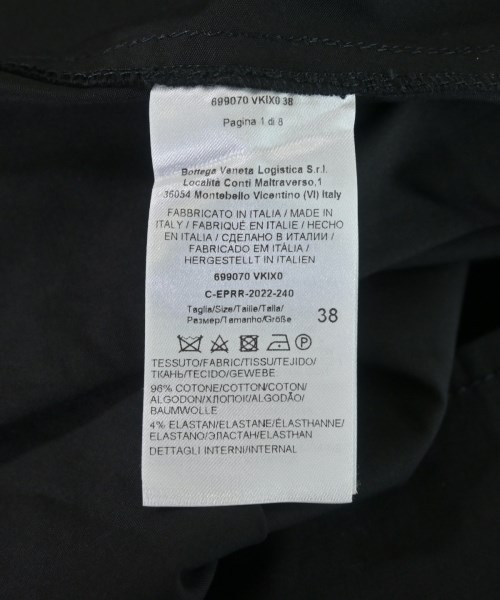 699070 VKIX0 38
Pagina 1 di 8
Bottega Veneta Logistica S.r.l.
Località Conti Maltraverso,1
36054 Montebello Vicentino (VI) Italy
FABBRICATO IN ITALIA / MADE IN
ITALY / FABRIQUÉ EN ITALIE / HECHO
EN ITALIA / СДЕЛАНО В ИТАЛИИ /
FABRICADO EM ITÁLIA /
HERGESTELLT IN ITALIEN
699070 VKIX0
C-EPRR-2022-240
Taglia/Size/Taille/Talla/
Размер/Tamanho/Größe 38
TESSUTO/FABRIC/TISSU/TEJIDO/
ТКАНЬ/TECIDO/GEWEBE
96% COTONE/COTTON/COTON/
ALGODON/ХЛОПОК/ALGODÃO/
BAUMWOLLE
4% ELASTAN/ELASTANE/ÉLASTHANNE/
ELASTANO/ЭЛАСТАН/ELASTHAN
DETTAGLI INTERNI/INTERNAL